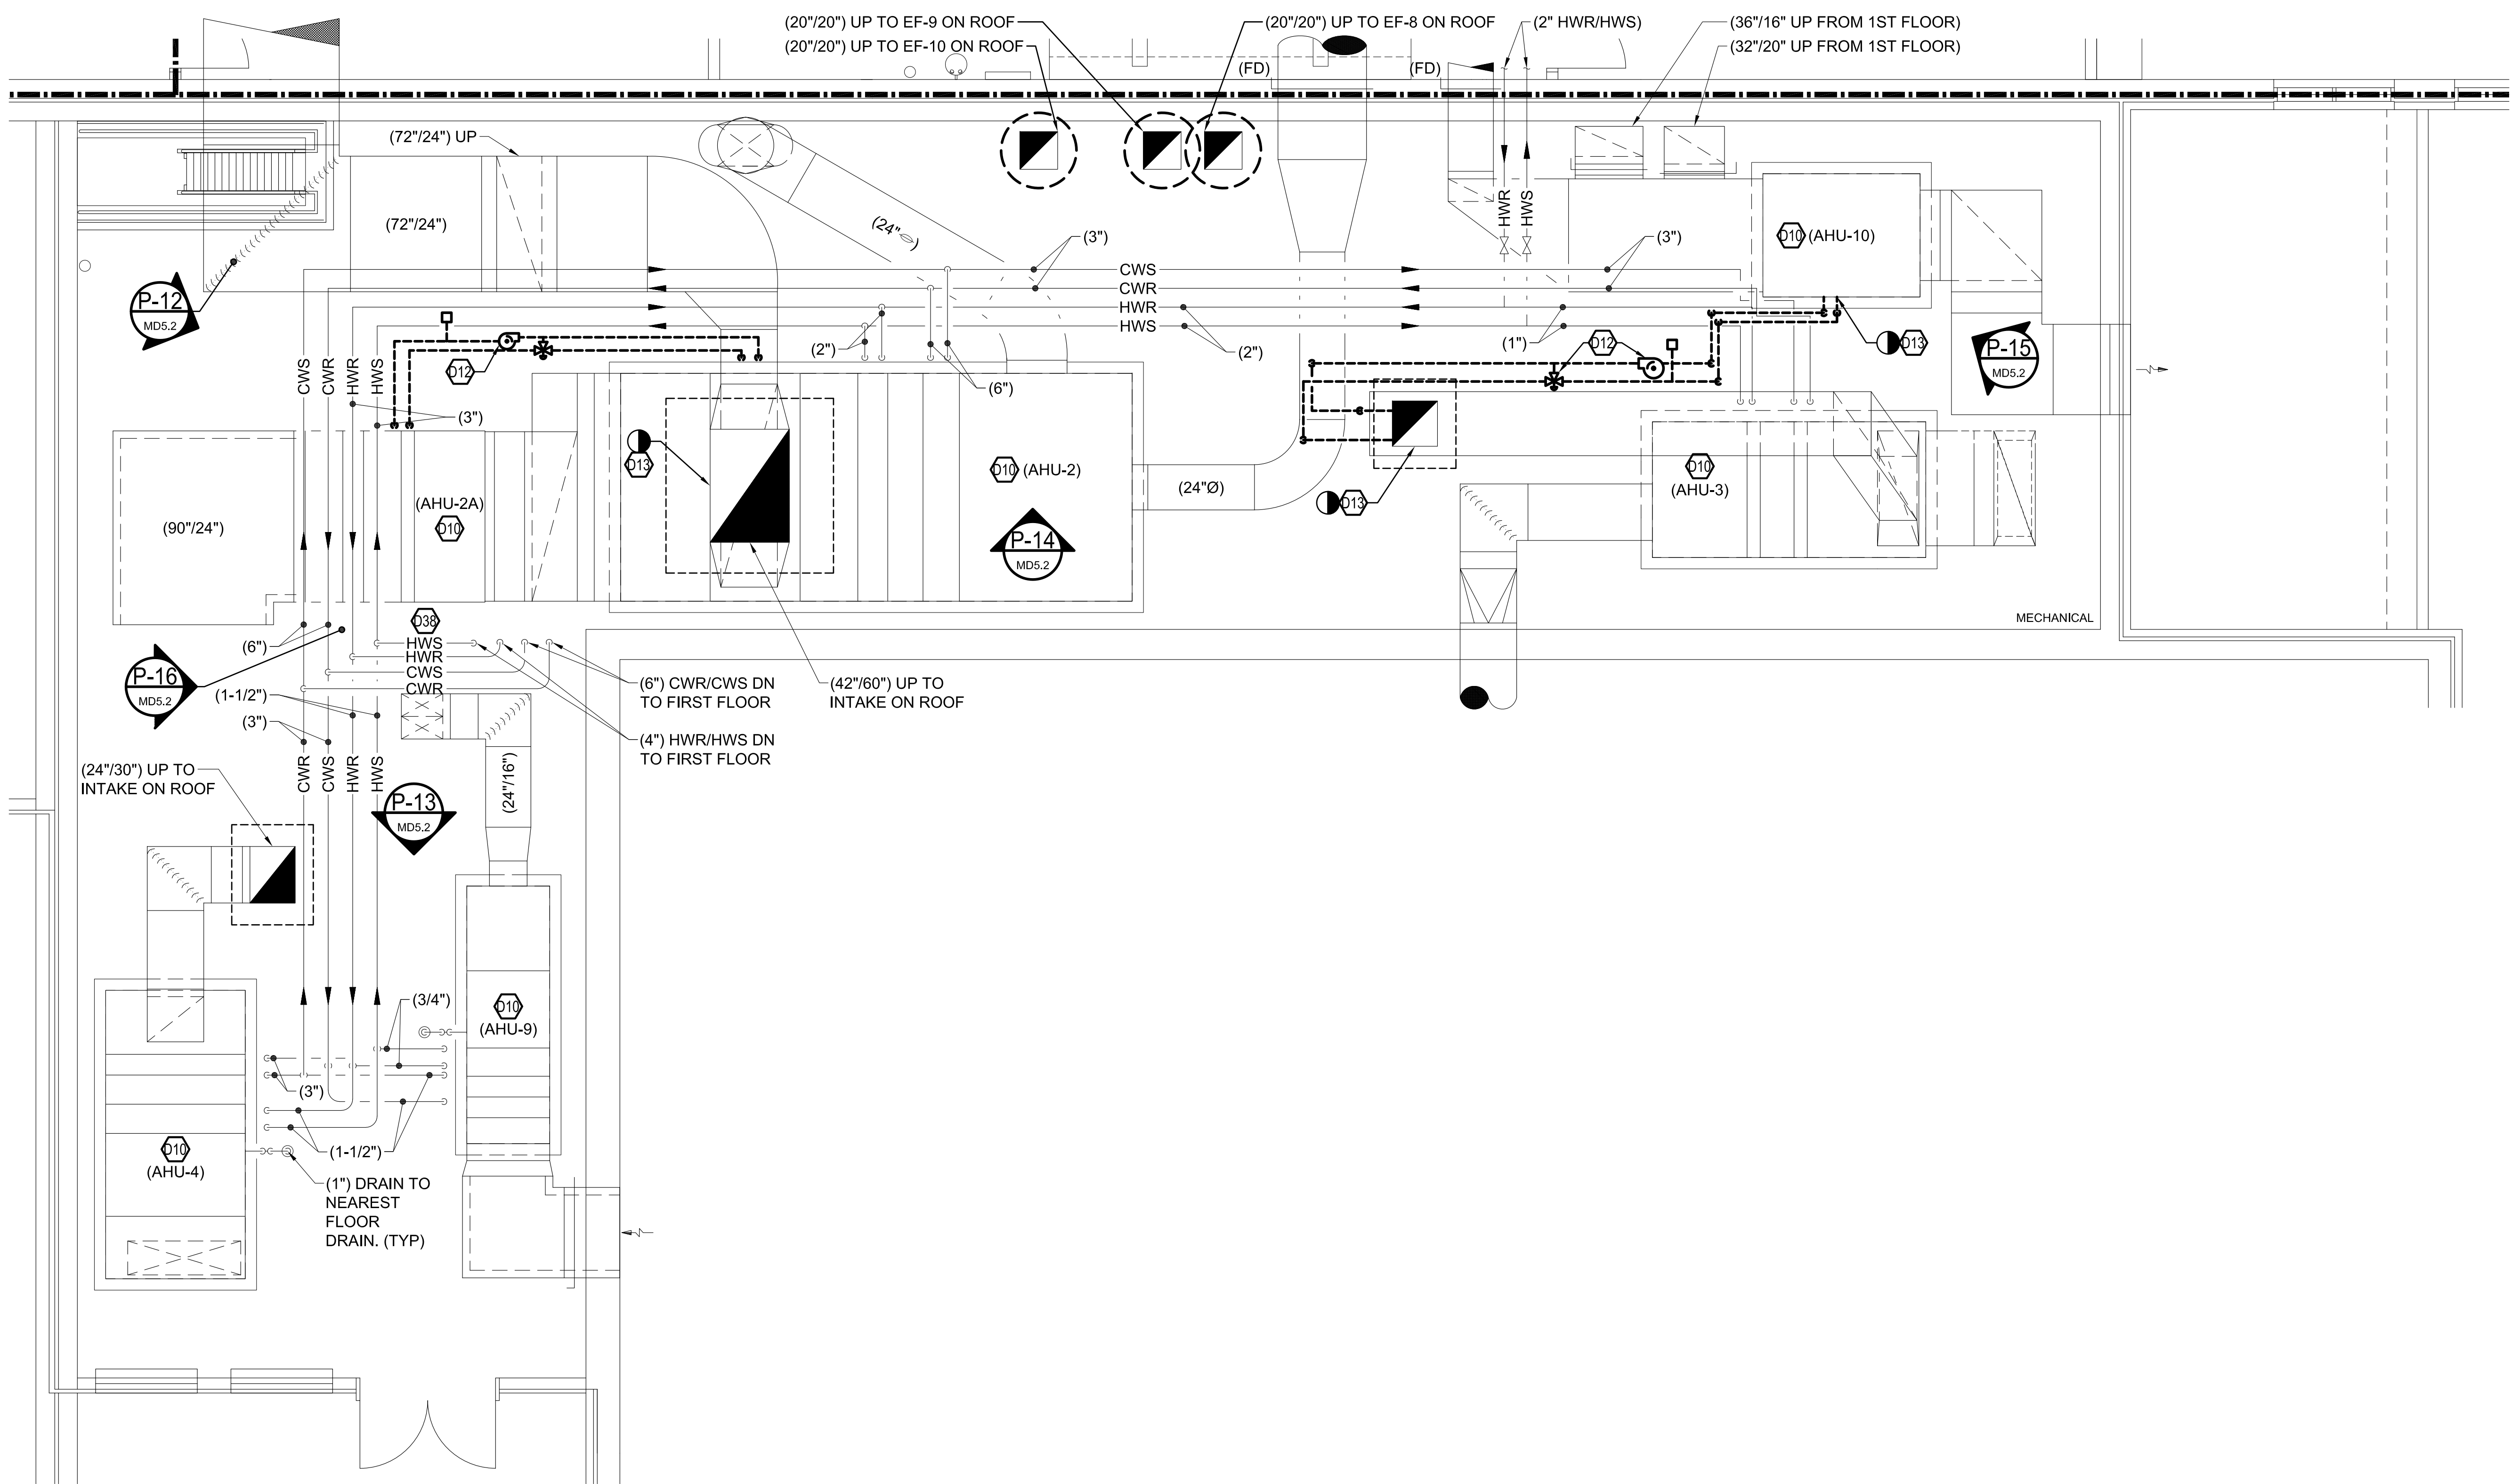 (20"/20") UP TO EF-9 ON ROOF
(20"/20") UP TO EF-10 ON ROOF
(20"/20") UP TO EF-8 ON ROOF
(2" HWR/HWS)
(36"/16" UP FROM 1ST FLOOR)
(32"/20" UP FROM 1ST FLOOR)
(FD)
(FD)
(72"/24") UP
(72"/24")
(24"⌀)
(3")
(3")
HWR
HWS
D10 (AHU-10)
P-12
MD5.2
CWS
CWR
HWR
HWS
(2")
(2")
(1")
D12
D13
P-15
MD5.2
CWS
CWR
HWR
HWS
D12
(6")
(3")
D13
D10 (AHU-2)
(24"Ø)
D13
D10
(AHU-3)
(90"/24")
(AHU-2A)
D10
P-14
MD5.2
MECHANICAL
D38
HWS
HWR
CWS
CWR
(6")
P-16
MD5.2
(1-1/2")
(3")
(6") CWR/CWS DN
TO FIRST FLOOR
(42"/60") UP TO
INTAKE ON ROOF
(4") HWR/HWS DN
TO FIRST FLOOR
(24"/30") UP TO
INTAKE ON ROOF
CWR
CWS
HWR
HWS
(24"/16")
P-13
MD5.2
(3/4")
D10
(AHU-9)
(3")
D10
(AHU-4)
(1-1/2")
(1") DRAIN TO
NEAREST
FLOOR
DRAIN. (TYP)